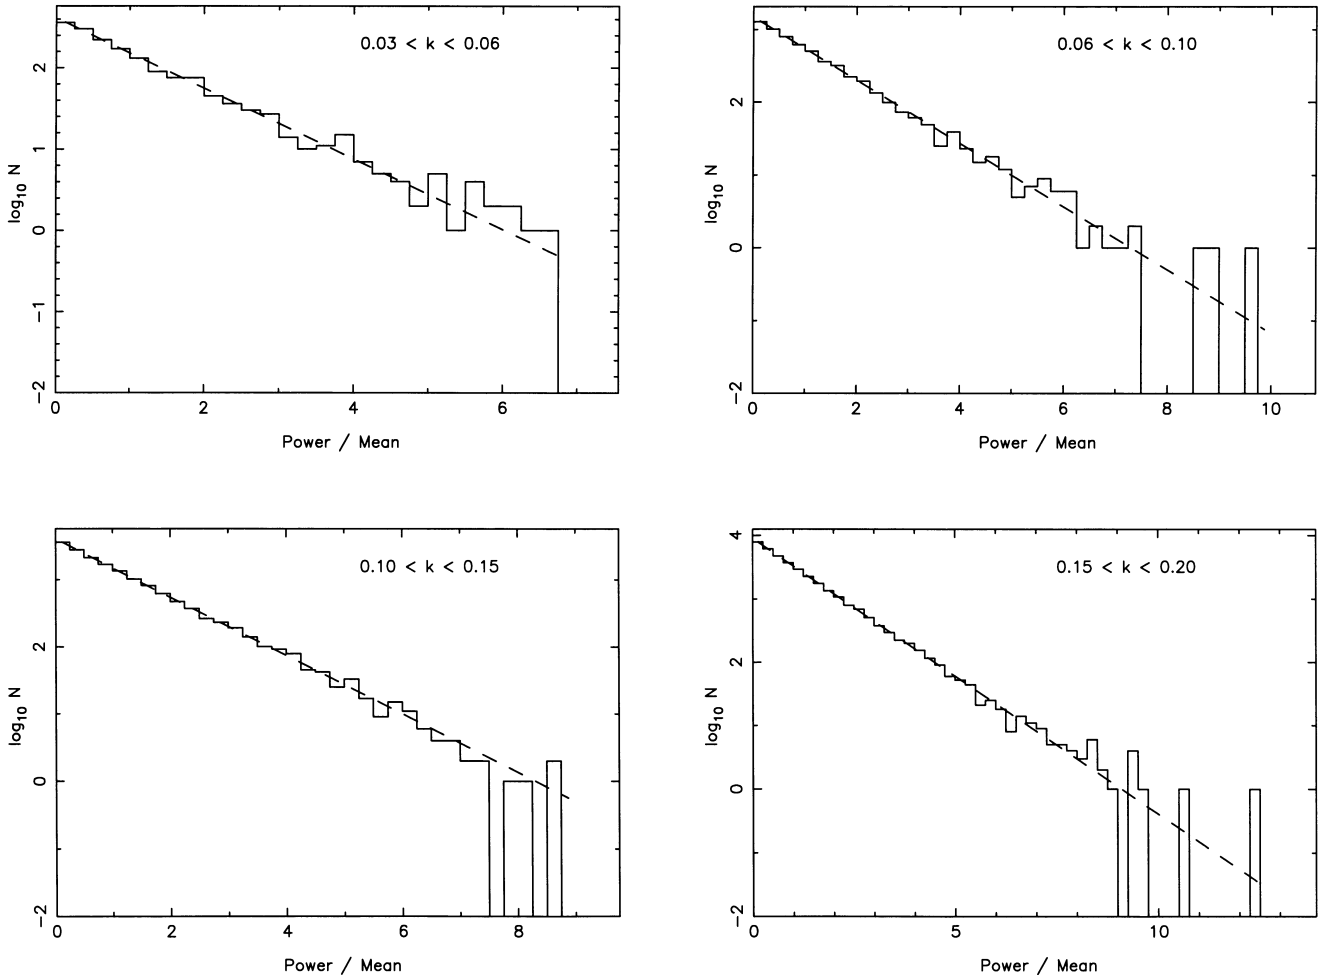 0.03 < k < 0.06
log10 N
2
1
0
−1
−2
0 2 4 6
Power / Mean
0.06 < k < 0.10
log10 N
2
0
−2
0 2 4 6 8 10
Power / Mean
0.10 < k < 0.15
log10 N
2
0
−2
0 2 4 6 8
Power / Mean
0.15 < k < 0.20
log10 N
4
2
0
−2
0 5 10
Power / Mean